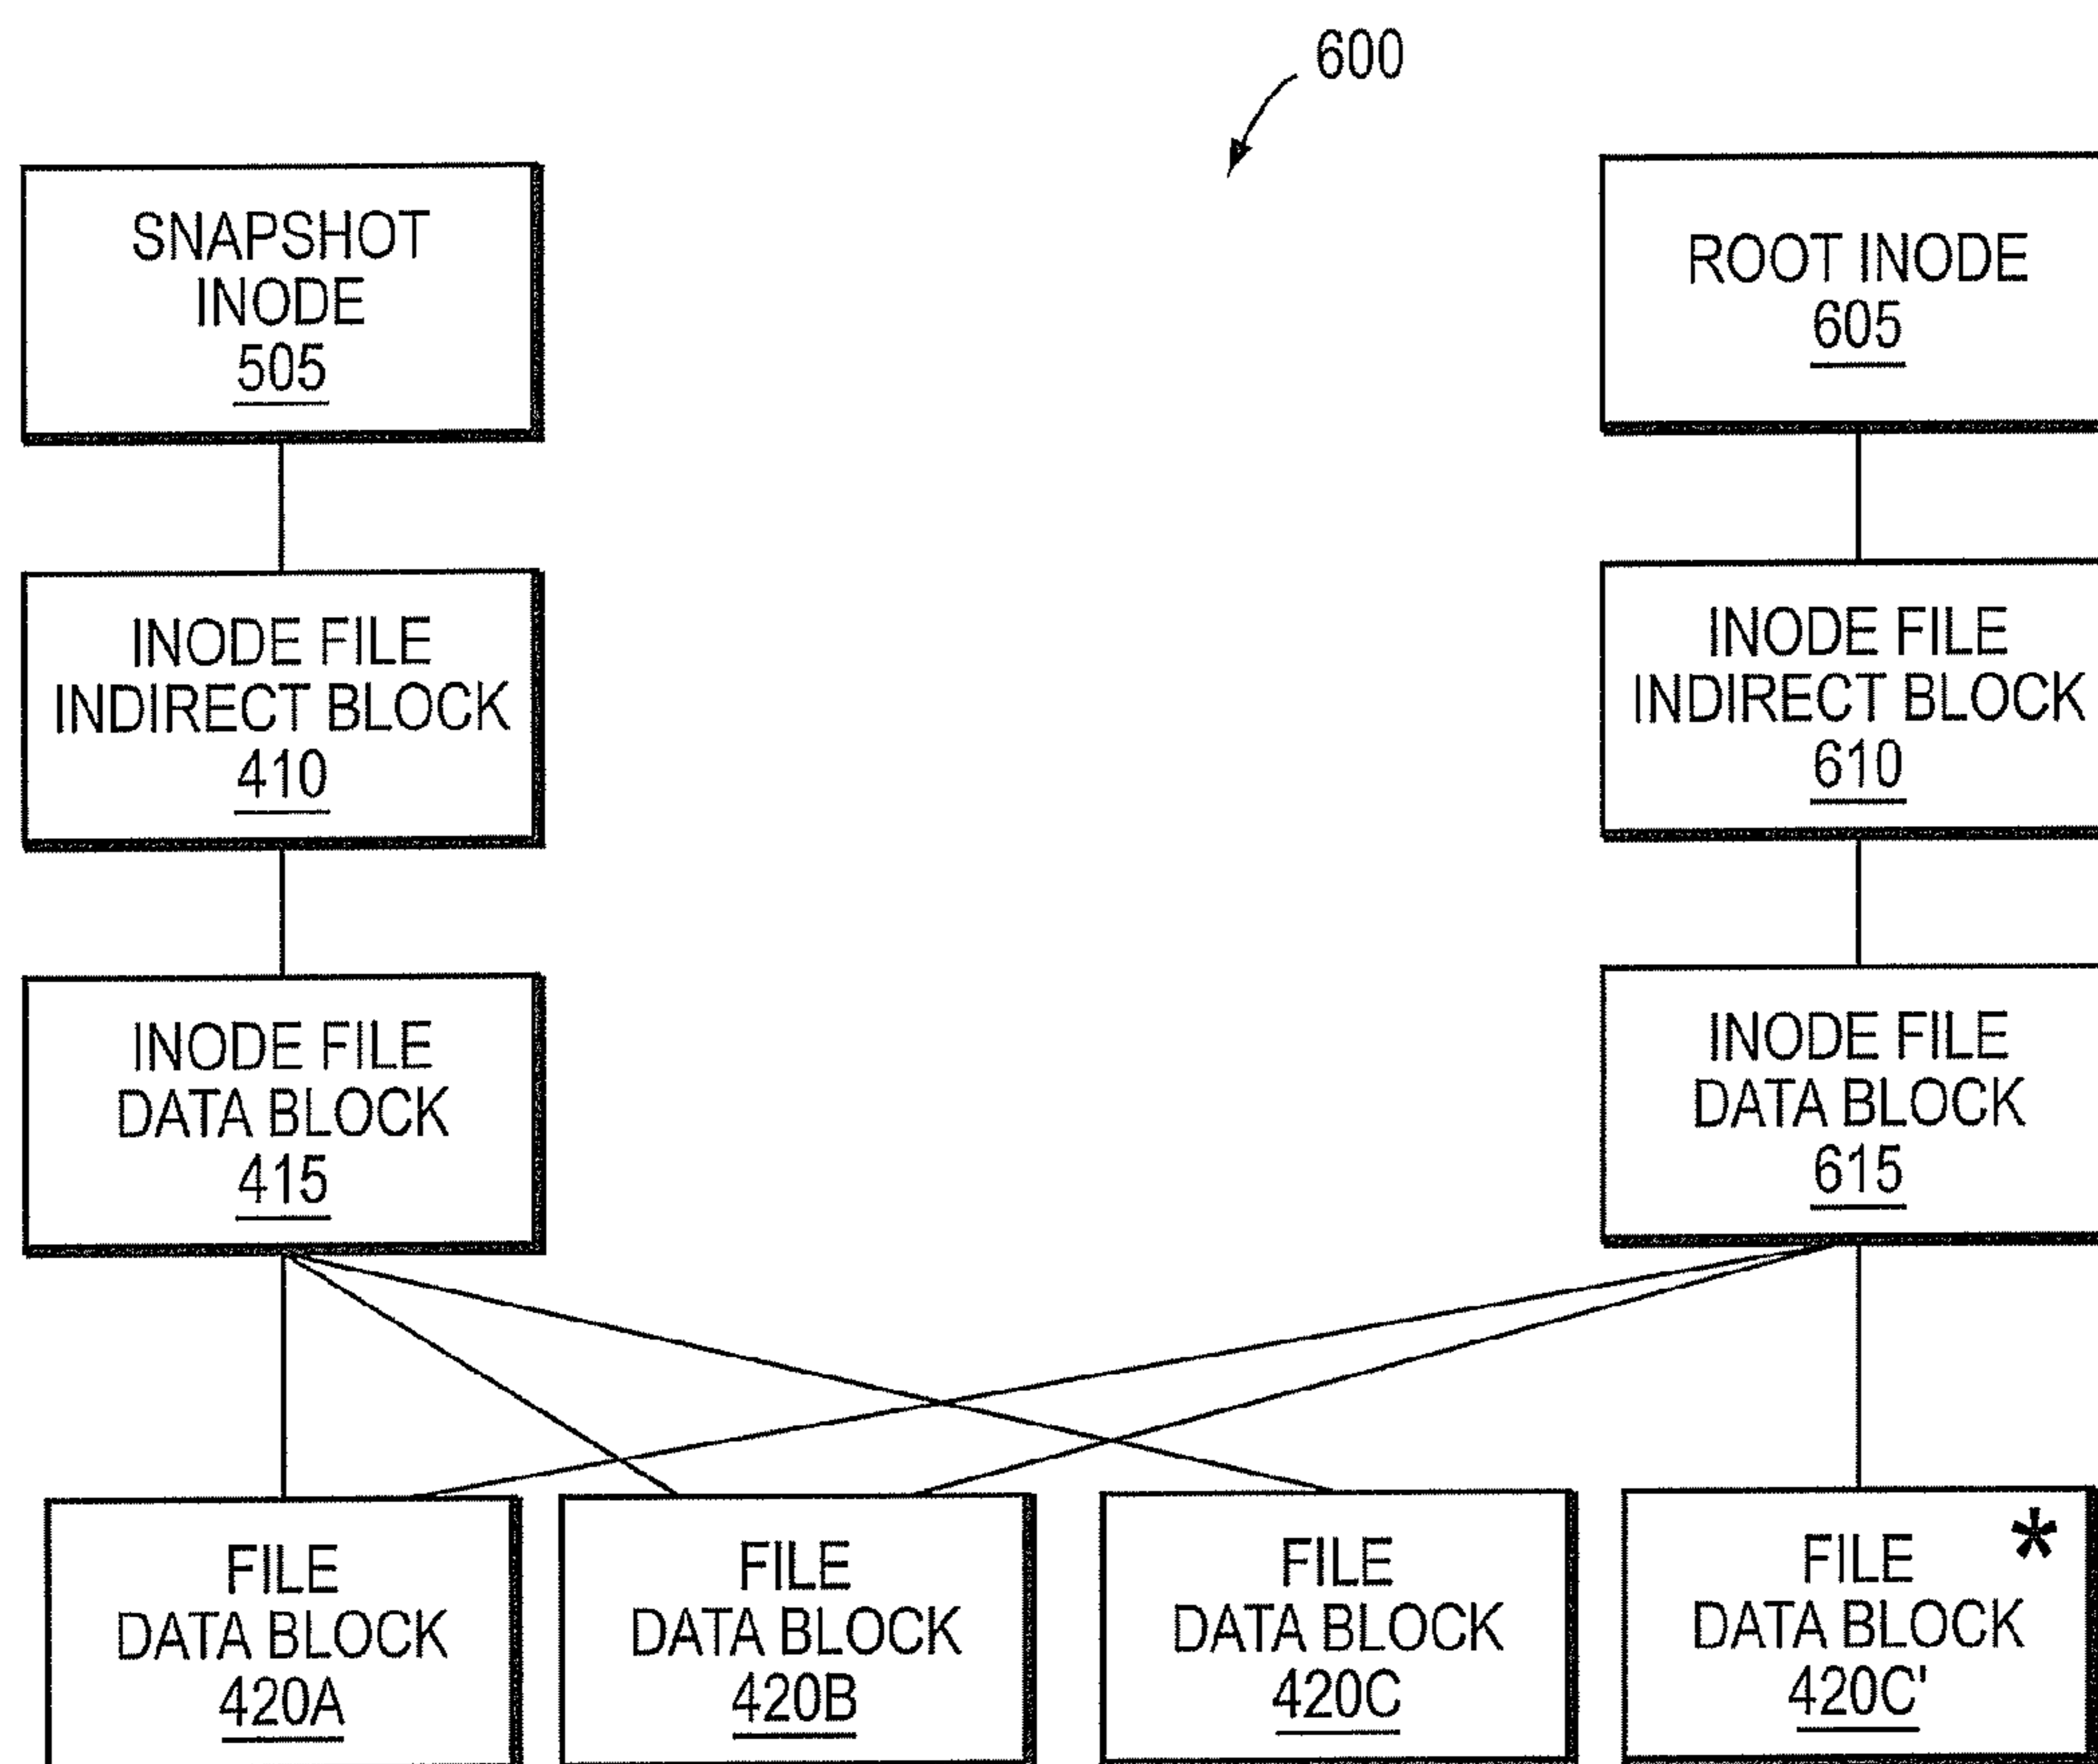 600
SNAPSHOT
INODE
505
ROOT INODE
605
INODE FILE
INDIRECT BLOCK
410
INODE FILE
INDIRECT BLOCK
610
INODE FILE
DATA BLOCK
415
INODE FILE
DATA BLOCK
615
FILE
DATA BLOCK
420A
FILE
DATA BLOCK
420B
FILE
DATA BLOCK
420C
FILE *
DATA BLOCK
420C'